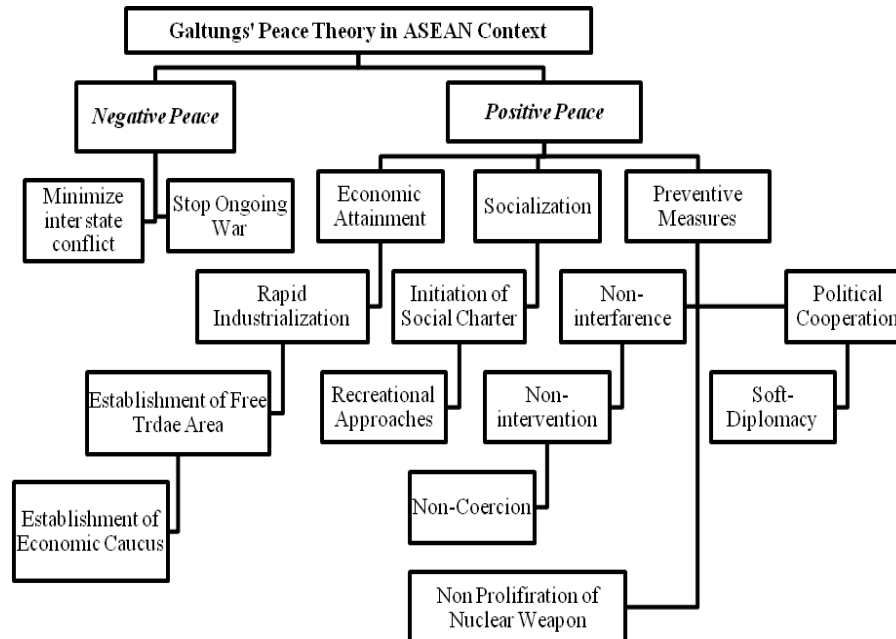 Galtungs' Peace Theory in ASEAN Context
Negative Peace
Positive Peace
Minimize
inter state
conflict
Stop Ongoing
War
Economic
Attainment
Socialization
Preventive
Measures
Rapid
Industrialization
Initiation of
Social Charter
Non-
interfarence
Political
Cooperation
Establishment of Free
Trdae Area
Recreational
Approaches
Non-
intervention
Soft-
Diplomacy
Establishment of
Economic Caucus
Non-Coercion
Non Prolifiration of
Nuclear Weapon